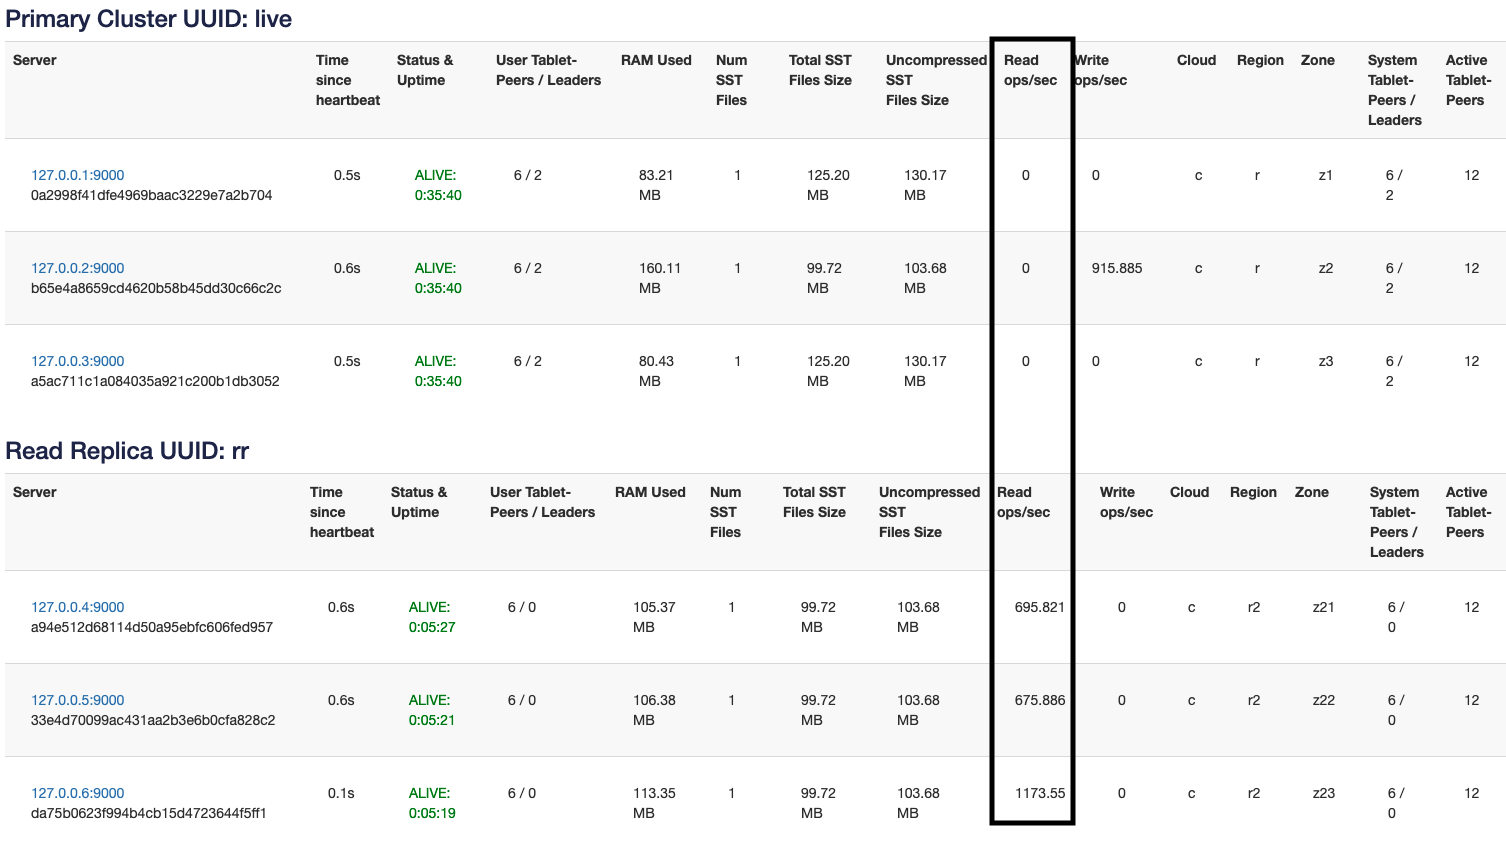 Primary Cluster UUID: live
Server Time since heartbeat Status & Uptime User Tablet-Peers / Leaders RAM Used Num SST Files Total SST Files Size Uncompressed SST Files Size Read ops/sec Write ops/sec Cloud Region Zone System Tablet-Peers / Leaders Active Tablet-Peers
127.0.0.1:9000 0.5s ALIVE: 6 / 2 83.21 1 125.20 130.17 0 0 c r z1 6 / 12
0a2998f41dfe4969baac3229e7a2b704 0:35:40 MB MB MB 2
127.0.0.2:9000 0.6s ALIVE: 6 / 2 160.11 1 99.72 103.68 0 915.885 c r z2 6 / 12
b65e4a8659cd4620b58b45dd30c66c2c 0:35:40 MB MB MB 2
127.0.0.3:9000 0.5s ALIVE: 6 / 2 80.43 1 125.20 130.17 0 0 c r z3 6 / 12
a5ac711c1a084035a921c200b1db3052 0:35:40 MB MB MB 2
Read Replica UUID: rr
Server Time since heartbeat Status & Uptime User Tablet-Peers / Leaders RAM Used Num SST Files Total SST Files Size Uncompressed SST Files Size Read ops/sec Write ops/sec Cloud Region Zone System Tablet-Peers / Leaders Active Tablet-Peers
127.0.0.4:9000 0.6s ALIVE: 6 / 0 105.37 1 99.72 103.68 695.821 0 c r2 z21 6 / 12
a94e512d68114d50a95ebfc606fed957 0:05:27 MB MB MB 0
127.0.0.5:9000 0.6s ALIVE: 6 / 0 106.38 1 99.72 103.68 675.886 0 c r2 z22 6 / 12
33e4d70099ac431aa2b3e6b0cfa828c2 0:05:21 MB MB MB 0
127.0.0.6:9000 0.1s ALIVE: 6 / 0 113.35 1 99.72 103.68 1173.55 0 c r2 z23 6 / 12
da75b0623f994b4cb15d4723644f5ff1 0:05:19 MB MB MB 0